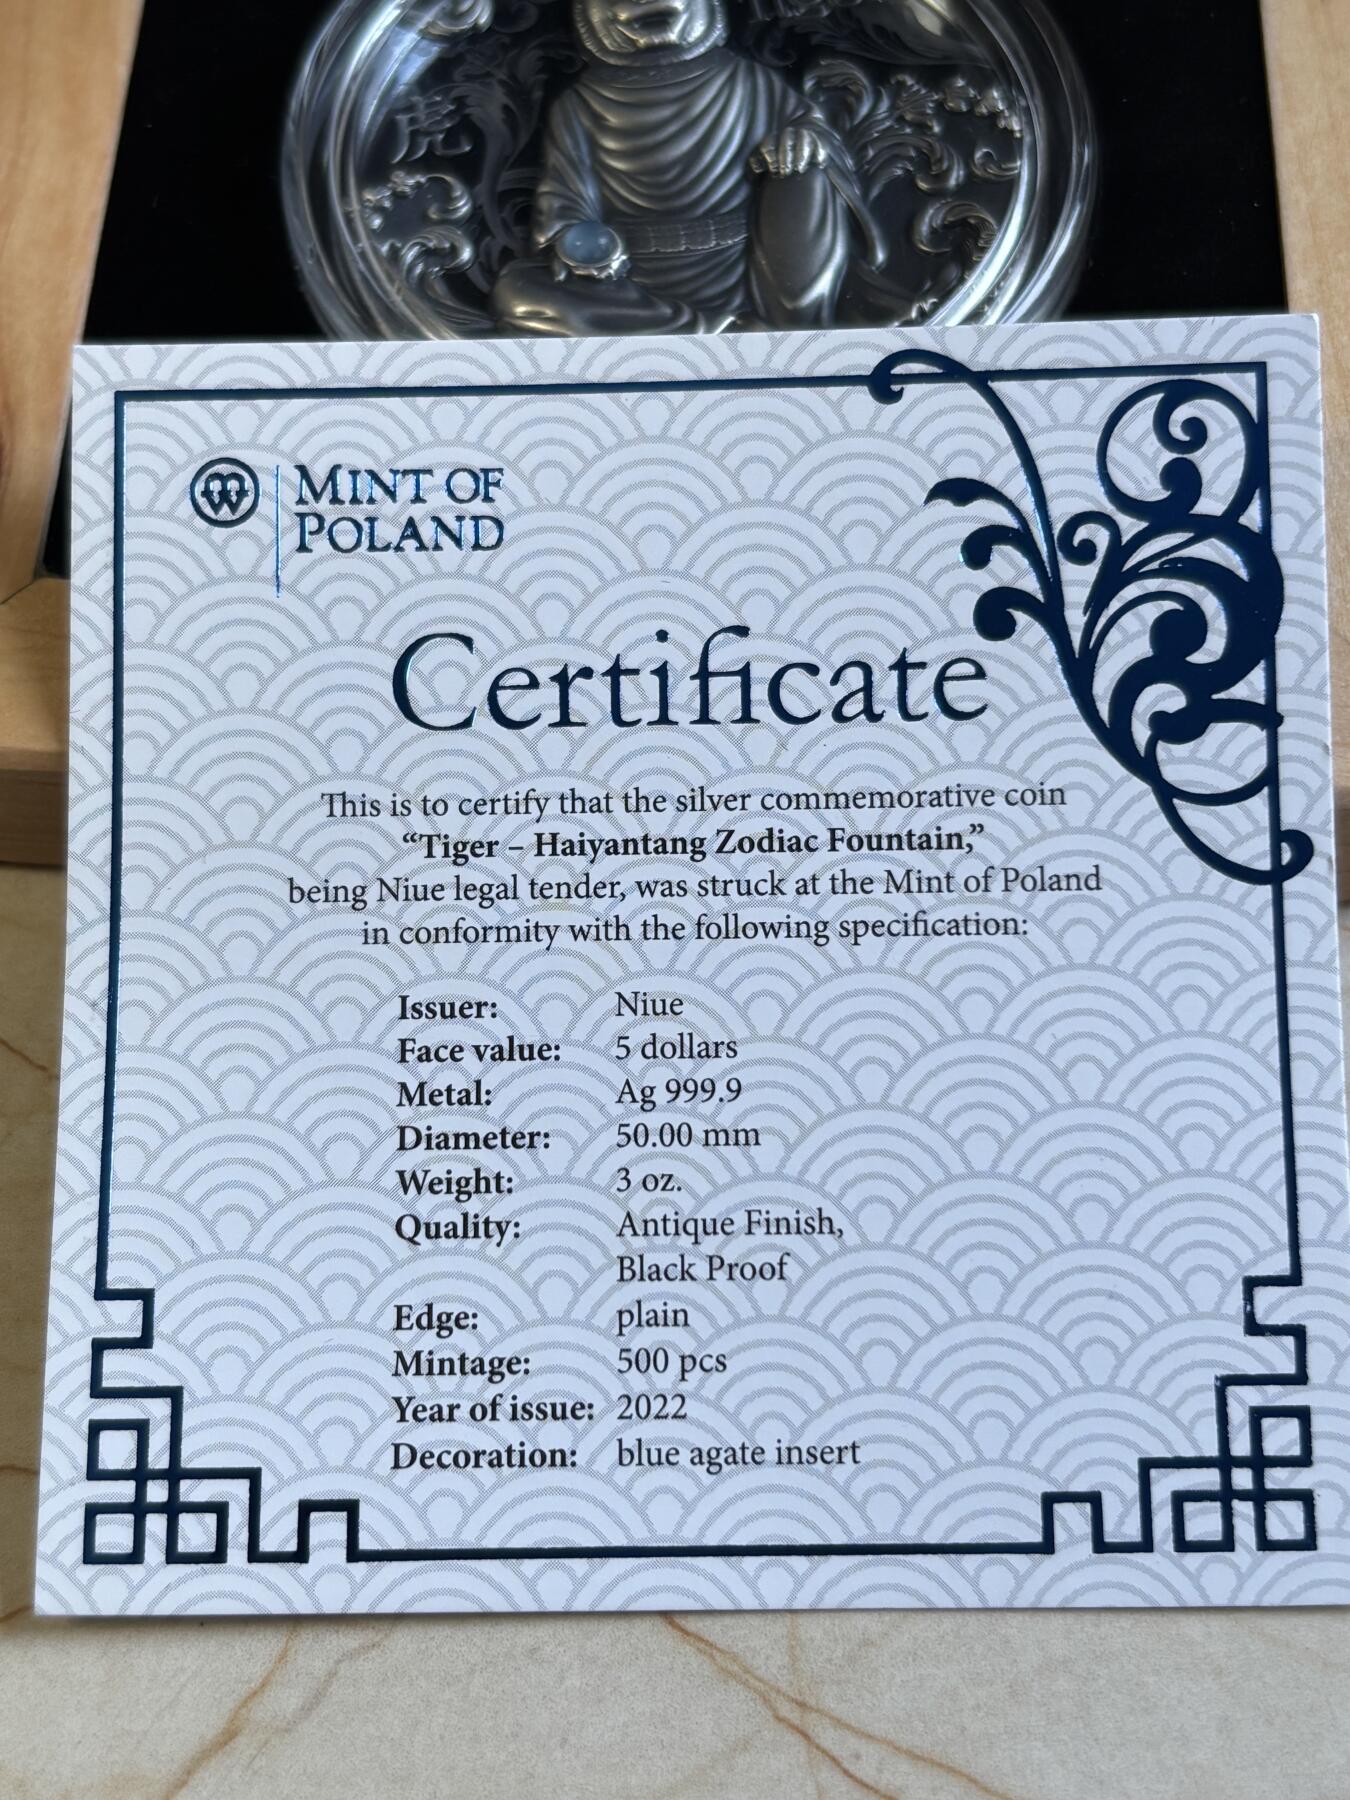 虎
MINT OF
POLAND
Certificate
This is to certify that the silver commemorative coin
“Tiger – Haiyantang Zodiac Fountain,”
being Niue legal tender, was struck at the Mint of Poland
in conformity with the following specification:
Issuer: Niue
Face value: 5 dollars
Metal: Ag 999.9
Diameter: 50.00 mm
Weight: 3 oz.
Quality: Antique Finish,
Black Proof
Edge: plain
Mintage: 500 pcs
Year of issue: 2022
Decoration: blue agate insert